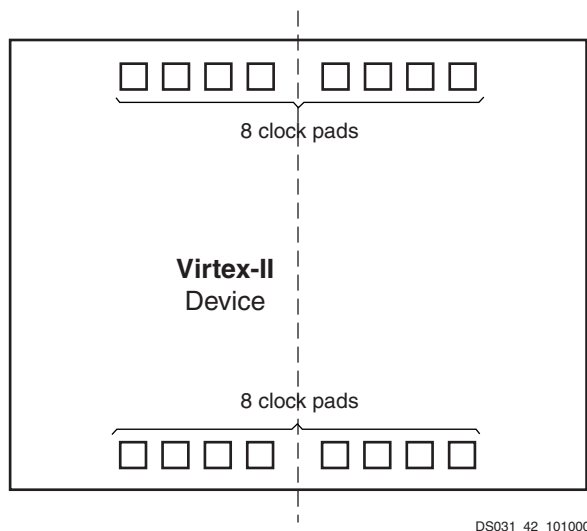 8 clock pads
Virtex-II
Device
8 clock pads
DS031_42_101000